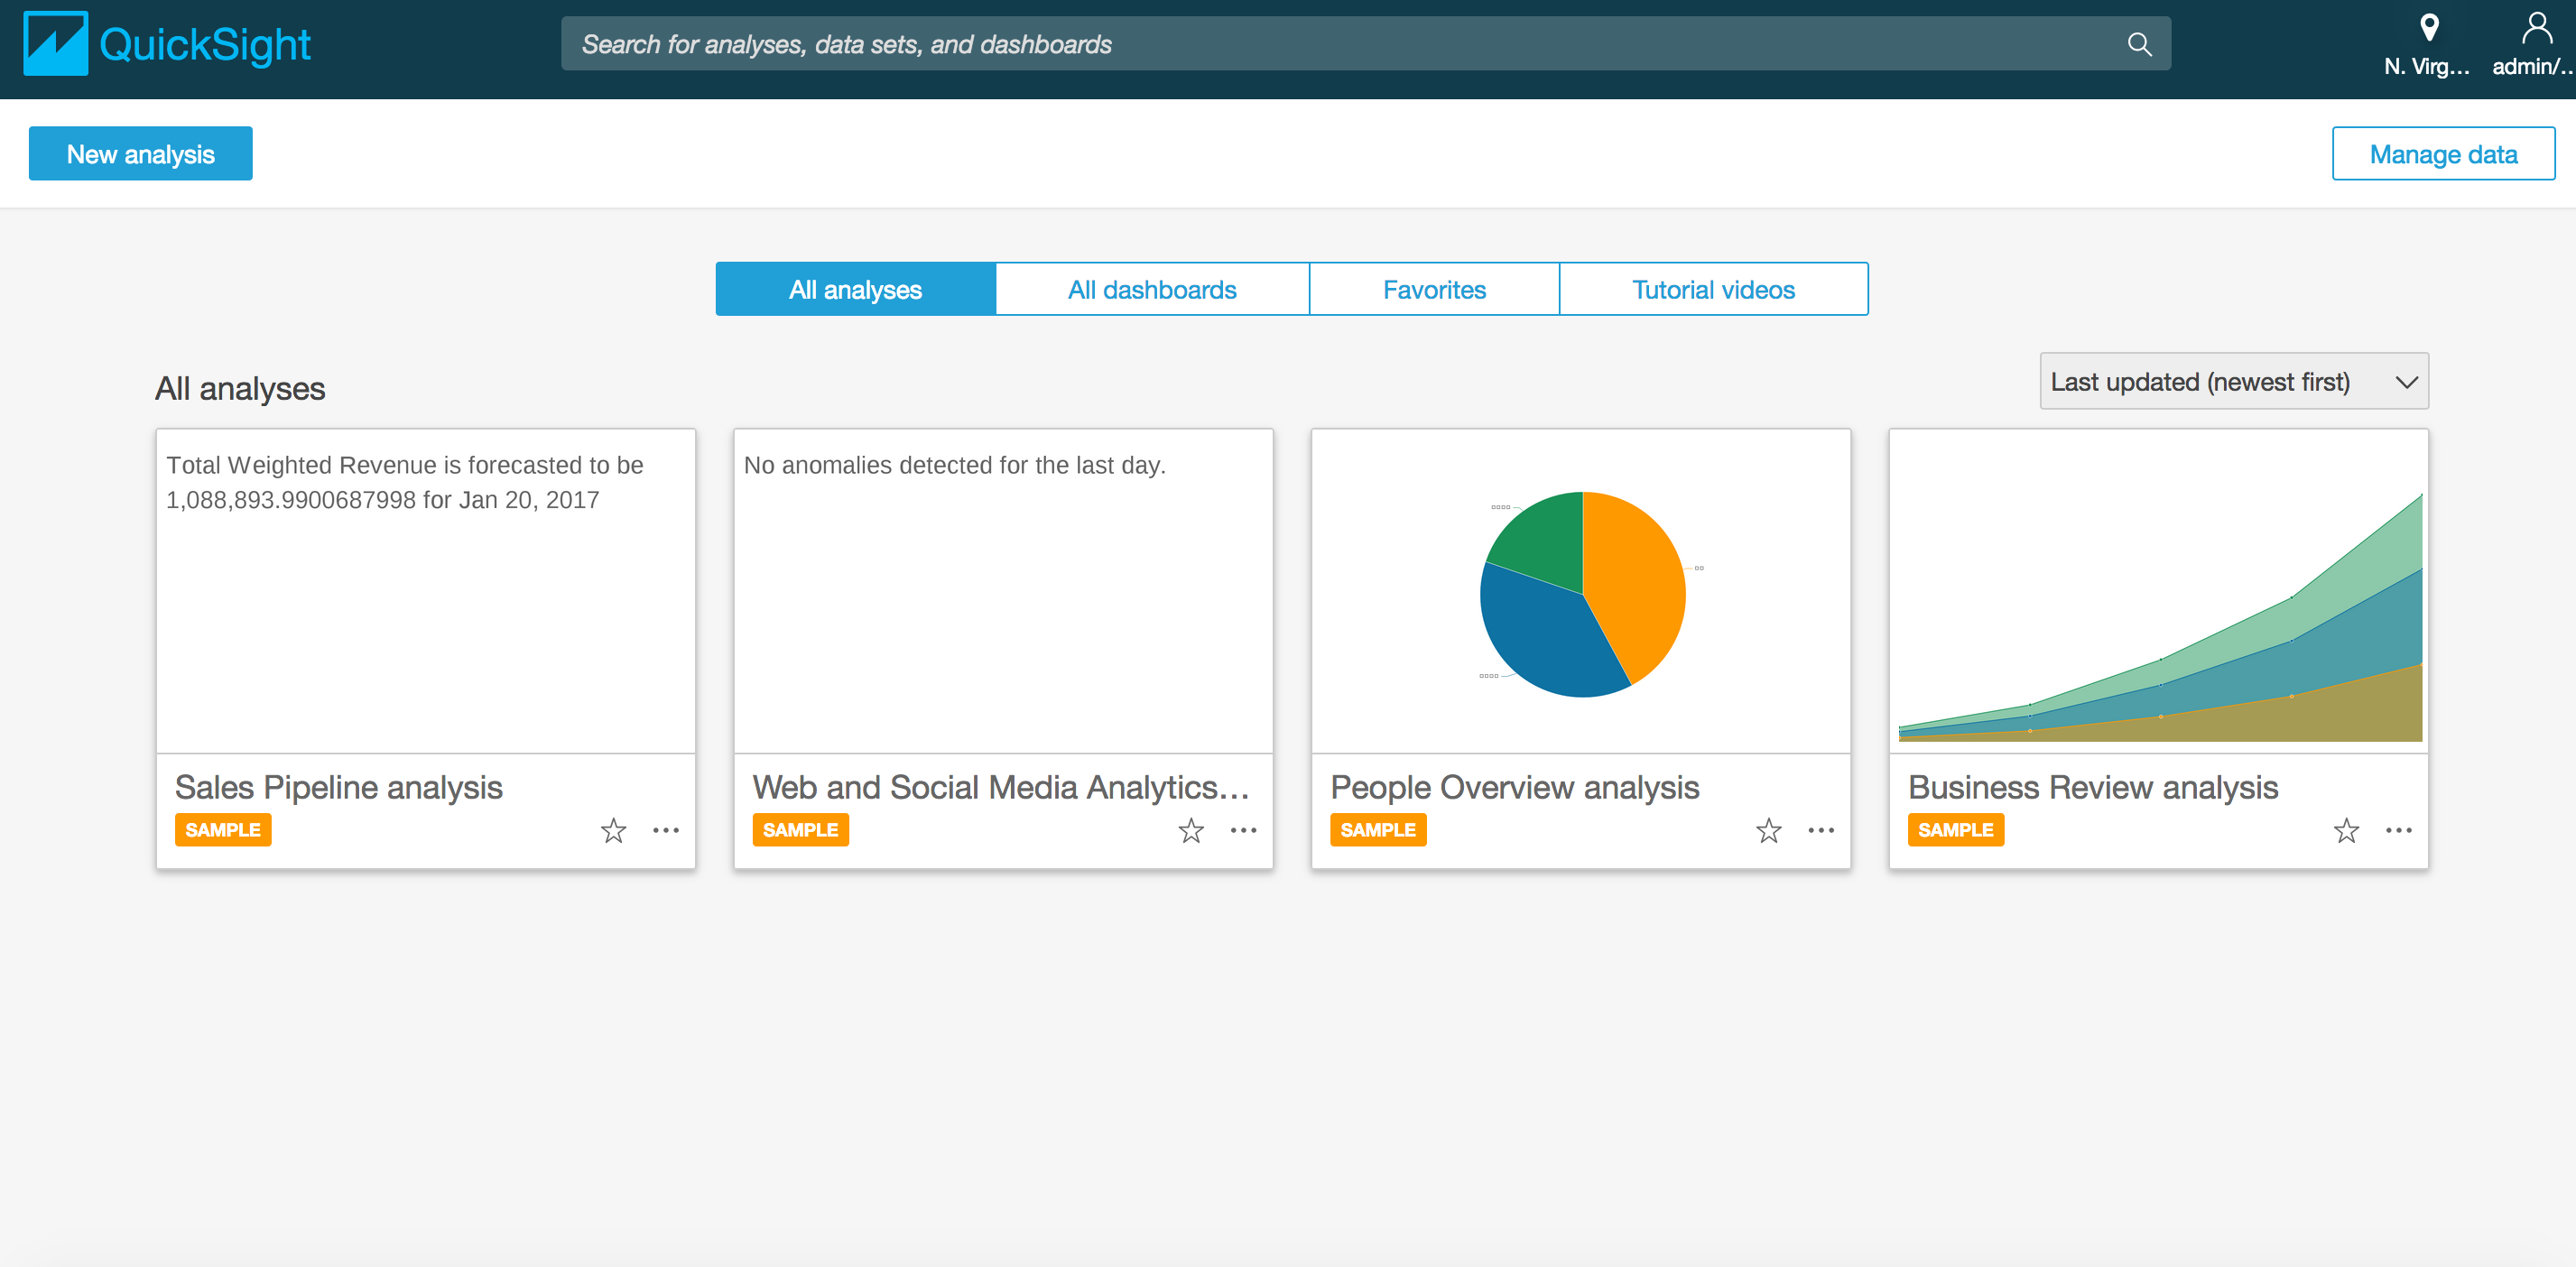 QuickSight
Search for analyses, data sets, and dashboards
N. Virg...
admin/...
New analysis
Manage data
All analyses
All dashboards
Favorites
Tutorial videos
All analyses
Last updated (newest first)
Total Weighted Revenue is forecasted to be
1,088,893.9900687998 for Jan 20, 2017
No anomalies detected for the last day.
Sales Pipeline analysis
SAMPLE
Web and Social Media Analytics...
SAMPLE
People Overview analysis
SAMPLE
Business Review analysis
SAMPLE